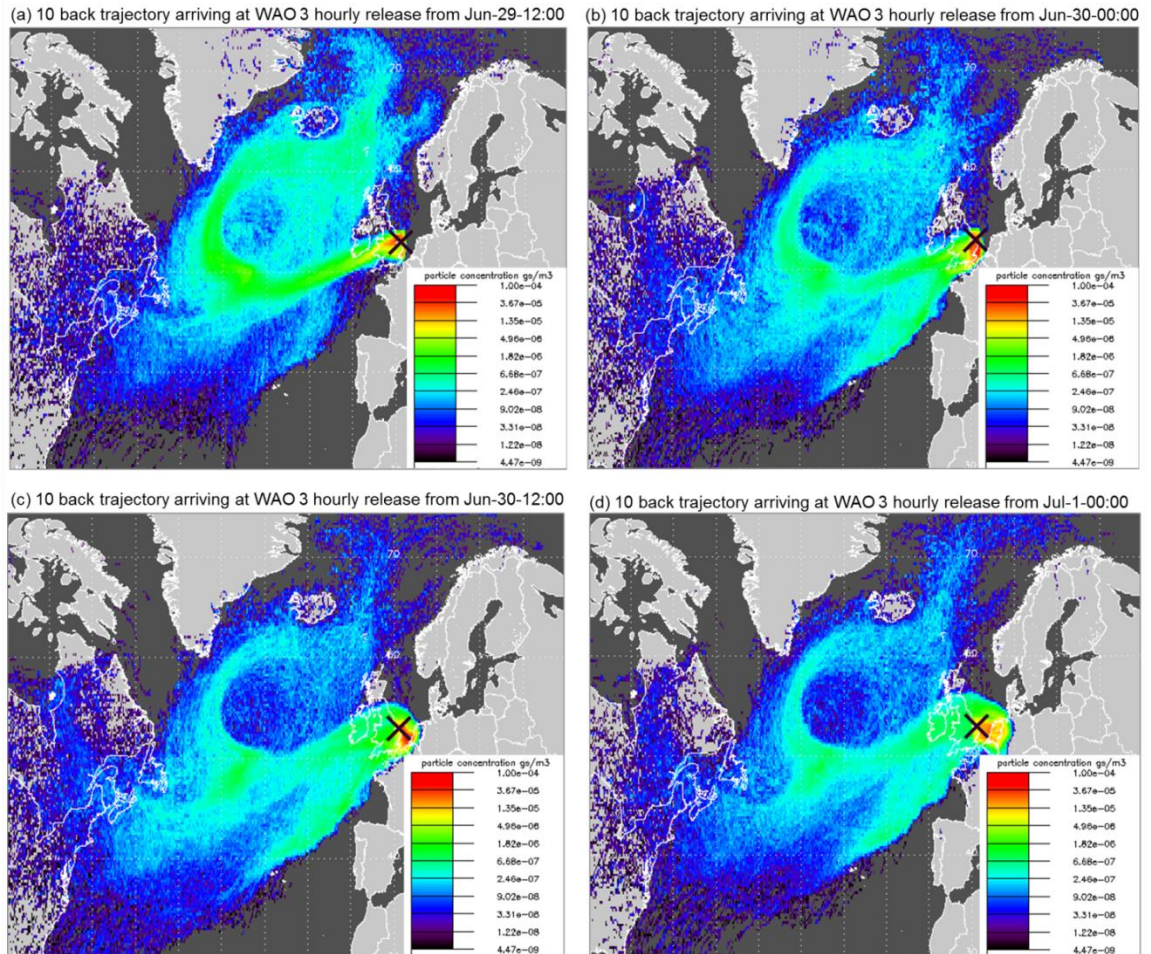 (a) 10 back trajectory arriving at WAO 3 hourly release from Jun-29-12:00
(b) 10 back trajectory arriving at WAO 3 hourly release from Jun-30-00:00
70
70
60
particle concentration gs/m3
1.00e-04
3.67e-05
1.35e-05
4.96e-06
1.82e-06
6.68e-07
2.46e-07
9.02e-08
3.31e-08
1.22e-08
4.47e-09
particle concentration gs/m3
1.00e-04
3.67e-05
1.35e-05
4.96e-06
1.82e-06
6.68e-07
2.46e-07
9.02e-08
3.31e-08
1.22e-08
4.47e-09
(c) 10 back trajectory arriving at WAO 3 hourly release from Jun-30-12:00
(d) 10 back trajectory arriving at WAO 3 hourly release from Jul-1-00:00
70
70
60
60
particle concentration gs/m3
1.00e-04
3.67e-05
1.35e-05
4.96e-06
1.82e-06
6.68e-07
2.46e-07
9.02e-08
3.31e-08
1.22e-08
4.47e-09
particle concentration gs/m3
1.00e-04
3.67e-05
1.35e-05
4.96e-06
1.82e-06
6.68e-07
2.46e-07
9.02e-08
3.31e-08
1.22e-08
4.47e-09
30